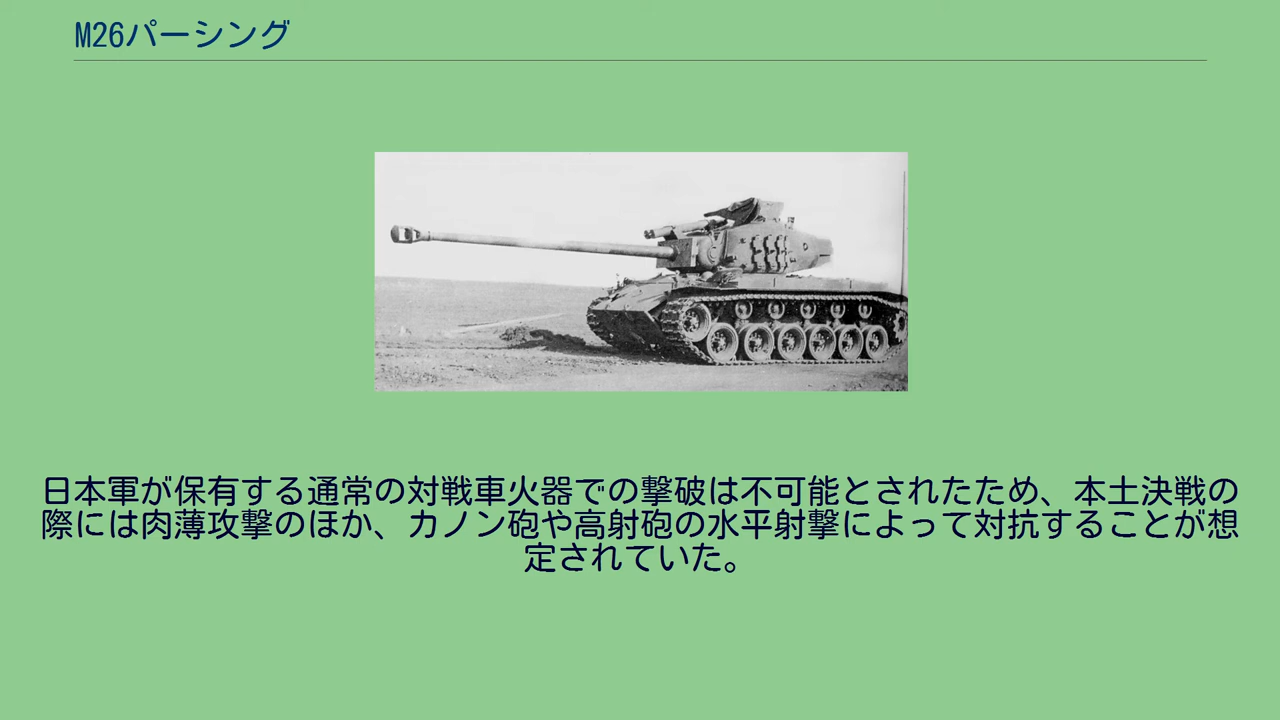 M26パーシング
日本軍が保有する通常の対戦車火器での撃破は不可能とされたため、本土決戦の
際には肉薄攻撃のほか、カノン砲や高射砲の水平射撃によって対抗することが想
定されていた。